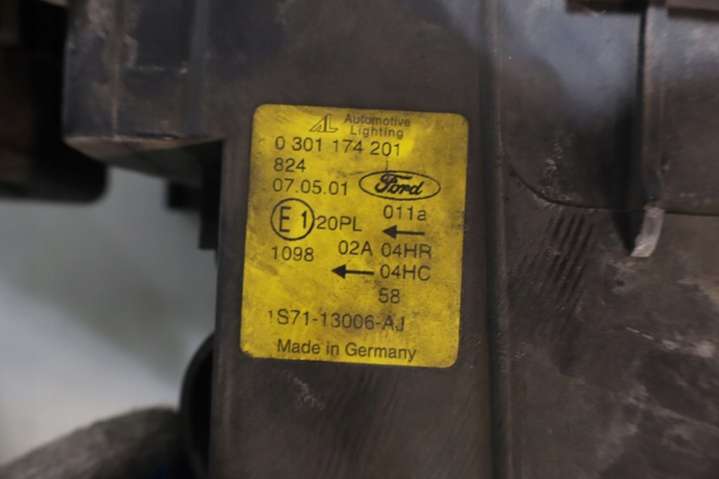 AL Automotive
Lighting
0 301 174 201
824
07.05.01 Ford
E1 20PL 011a
02A 04HR
1098 04HC
58
1S71-13006-AJ
Made in Germany